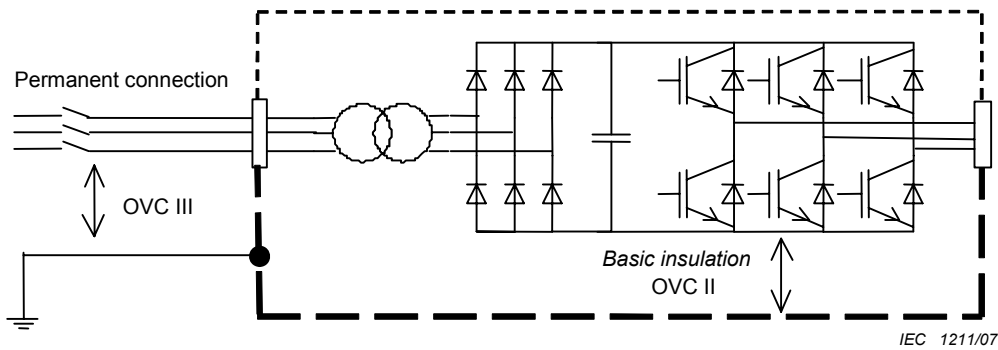 Permanent connection
OVC III
Basic insulation
OVC II
IEC 1211/07